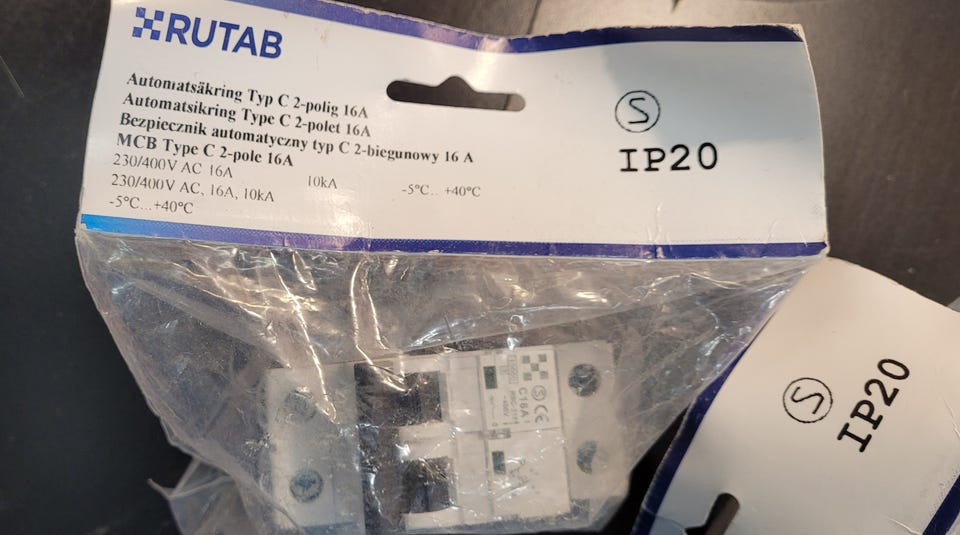 RUTAB
Automatsäkring Typ C 2-polig 16A
Automatsikring Type C 2-polet 16A
Bezpiecznik automatyczny typ C 2-biegunowy 16 A
MCB Type C 2-pole 16A
230/400V AC 16A 10kA -5°C.. +40°C
230/400V AC, 16A, 10kA
-5°C...+40°C
S
IP20
S CE
C16A
S
IP20